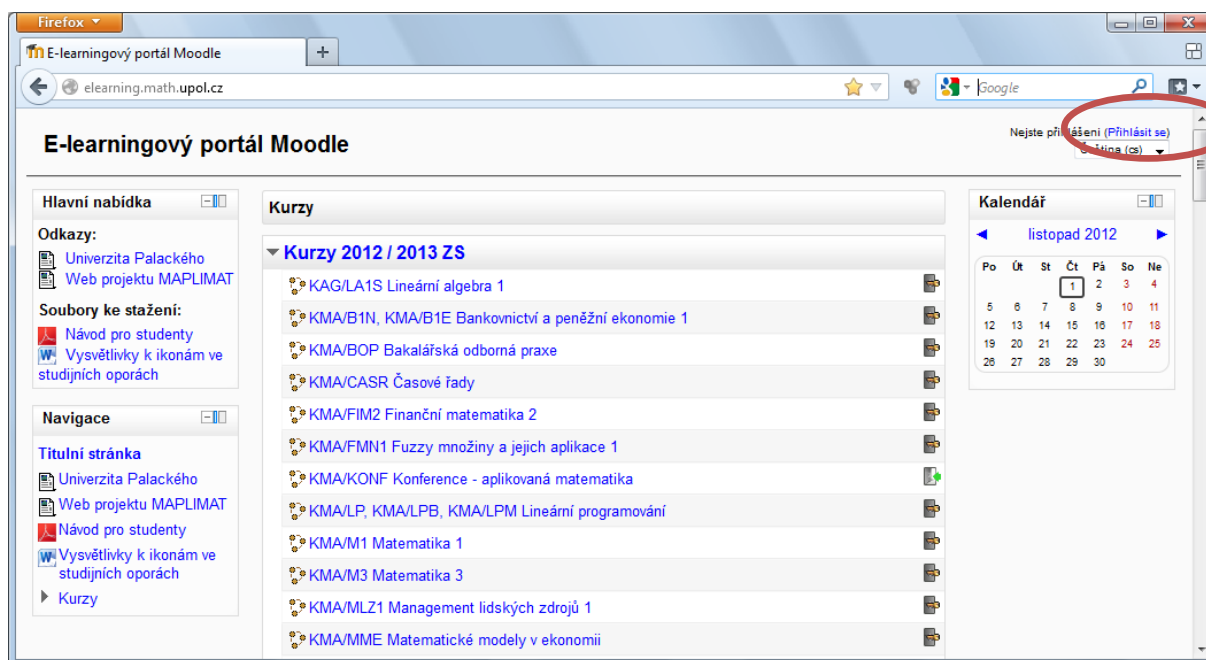 Firefox
E-learningový portál Moodle
elearning.math.upol.cz
Google
E-learningový portál Moodle
Nejste přihlášeni (Přihlásit se)
Čeština (cs)
Hlavní nabídka
Odkazy:
Univerzita Palackého
Web projektu MAPLIMAT
Soubory ke stažení:
Návod pro studenty
Vysvětlivky k ikonám ve
studijních oporách
Navigace
Titulní stránka
Univerzita Palackého
Web projektu MAPLIMAT
Návod pro studenty
Vysvětlivky k ikonám ve
studijních oporách
Kurzy
Kurzy
Kurzy 2012 / 2013 ZS
KAG/LA1S Lineární algebra 1
KMA/B1N, KMA/B1E Bankovnictví a peněžní ekonomie 1
KMA/BOP Bakalářská odborná praxe
KMA/CASR Časové řady
KMA/FIM2 Finanční matematika 2
KMA/FMN1 Fuzzy množiny a jejich aplikace 1
KMA/KONF Konference - aplikovaná matematika
KMA/LP, KMA/LPB, KMA/LPM Lineární programování
KMA/M1 Matematika 1
KMA/M3 Matematika 3
KMA/MLZ1 Management lidských zdrojů 1
KMA/MME Matematické modely v ekonomii
Kalendář
listopad 2012
Po Út St Čt Pá So Ne
1 2 3 4
5 6 7 8 9 10 11
12 13 14 15 16 17 18
19 20 21 22 23 24 25
26 27 28 29 30